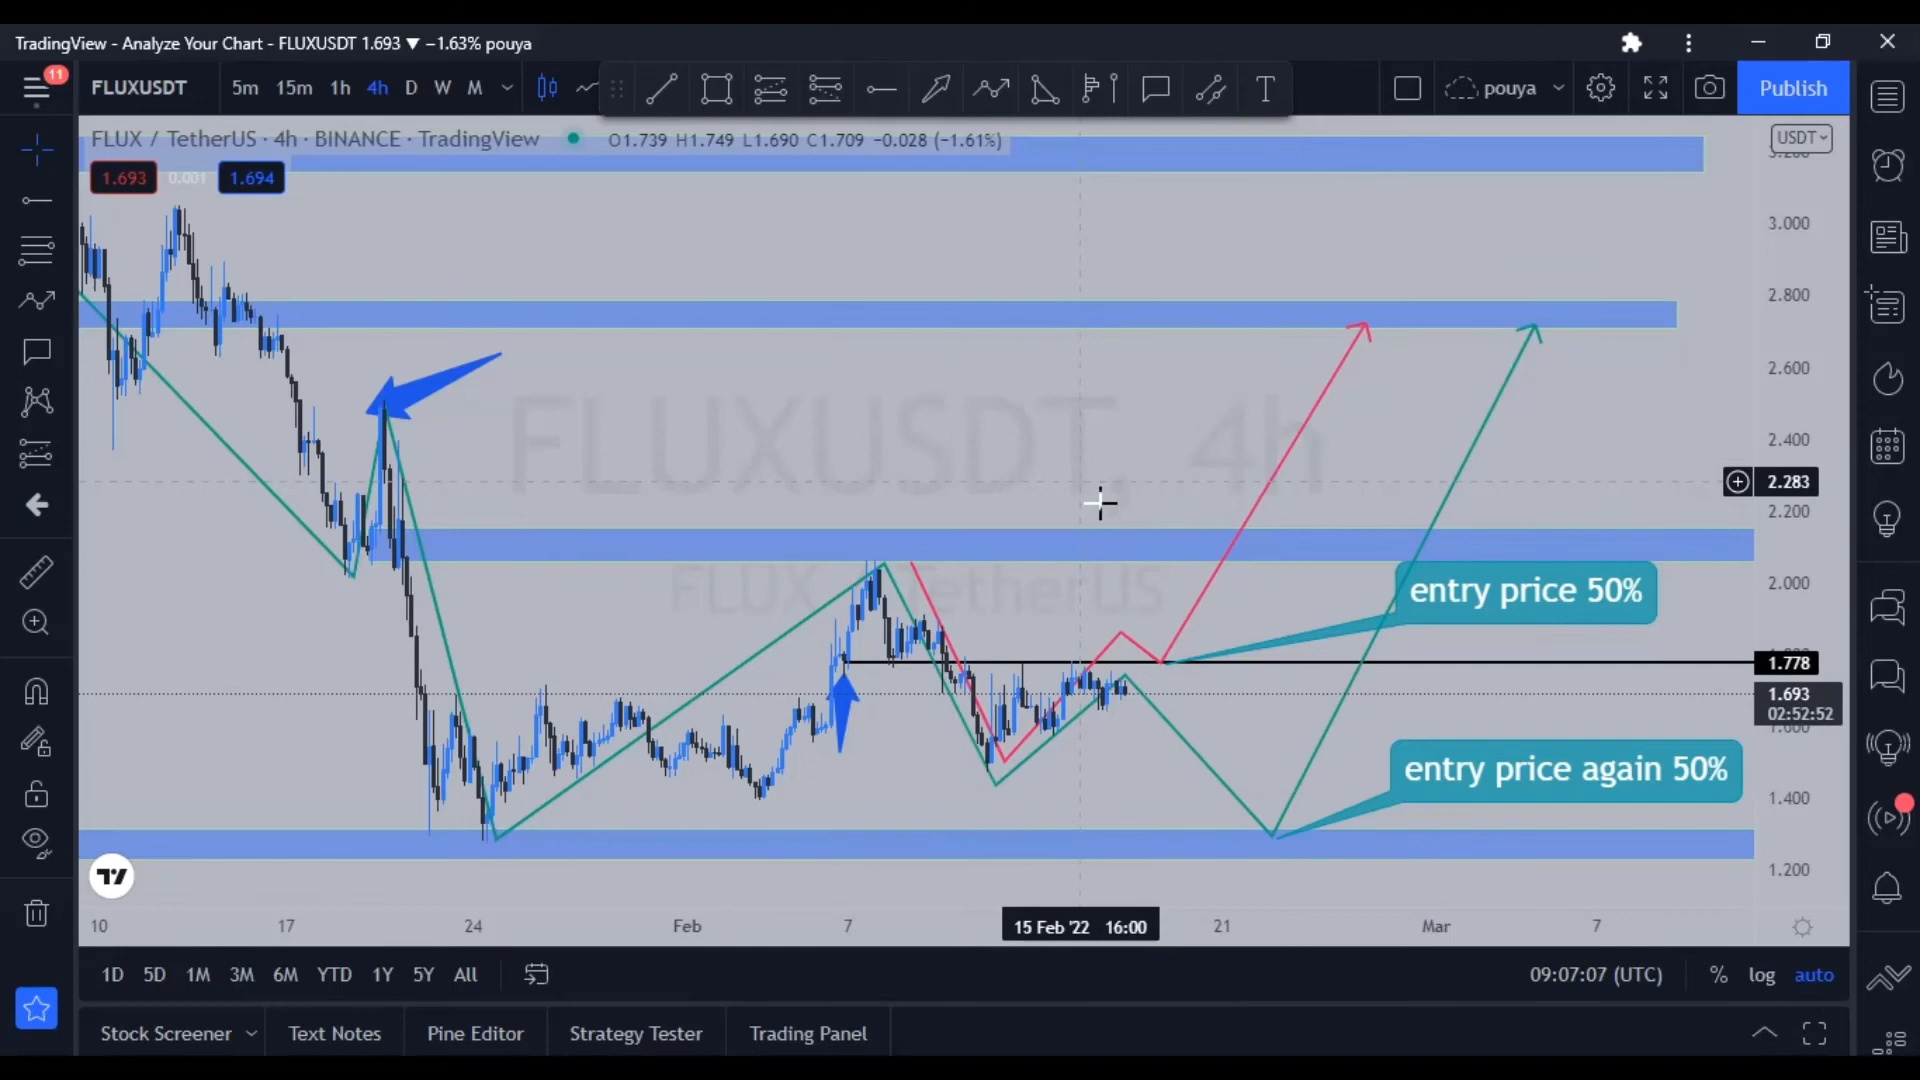 TradingView - Analyze Your Chart - FLUXUSDT 1.693 ▼ −1.63% pouya
11
FLUXUSDT
5m 15m 1h 4h D W M
pouya
Publish
FLUX / TetherUS · 4h · BINANCE · TradingView
O1.739 H1.749 L1.690 C1.709 −0.028 (−1.61%)
USDT
3.200
1.693 0.001 1.694
3.000
2.800
2.600
2.400
FLUXUSDT, 4h
2.283
2.200
FLUX / TetherUS
2.000
entry price 50%
1.778
1.693
02:52:52
1.600
entry price again 50%
1.400
1.200
10 17 24 Feb 7 15 Feb '22 16:00 21 Mar 7
1D 5D 1M 3M 6M YTD 1Y 5Y All
09:07:07 (UTC) % log auto
Stock Screener Text Notes Pine Editor Strategy Tester Trading Panel